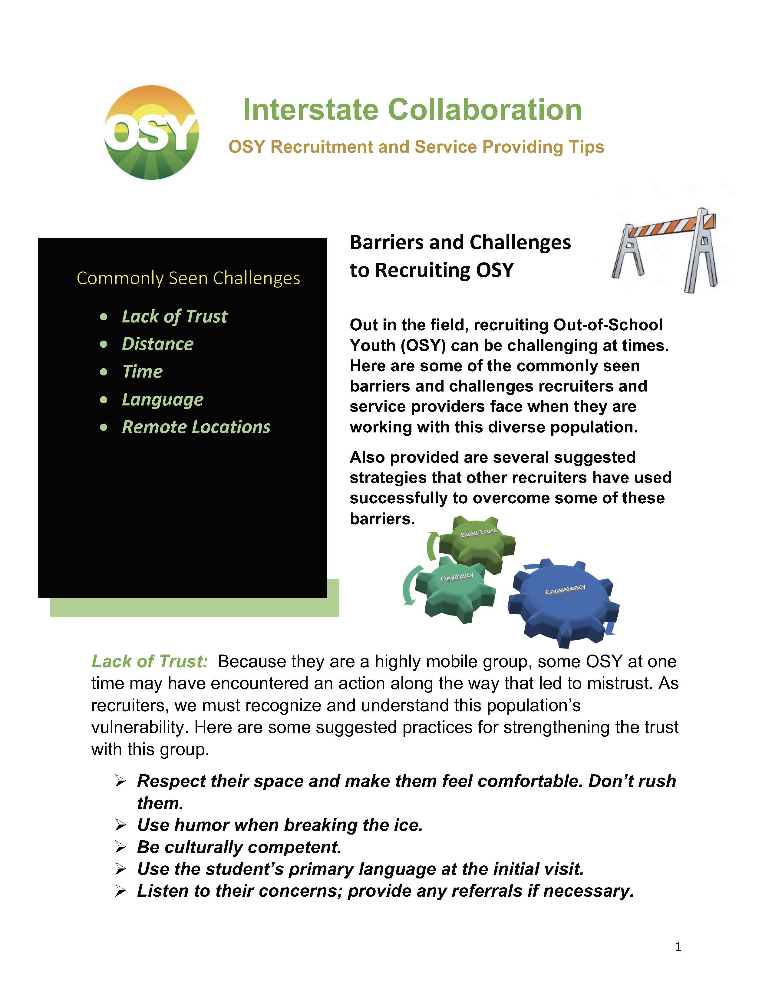 OSY
Interstate Collaboration
OSY Recruitment and Service Providing Tips
Commonly Seen Challenges
• Lack of Trust
• Distance
• Time
• Language
• Remote Locations
Barriers and Challenges
to Recruiting OSY
Out in the field, recruiting Out-of-School
Youth (OSY) can be challenging at times.
Here are some of the commonly seen
barriers and challenges recruiters and
service providers face when they are
working with this diverse population.
Also provided are several suggested
strategies that other recruiters have used
successfully to overcome some of these
barriers.
Build Trust
Flexibility
Consistency
Lack of Trust: Because they are a highly mobile group, some OSY at one
time may have encountered an action along the way that led to mistrust. As
recruiters, we must recognize and understand this population’s
vulnerability. Here are some suggested practices for strengthening the trust
with this group.
➢ Respect their space and make them feel comfortable. Don’t rush
them.
➢ Use humor when breaking the ice.
➢ Be culturally competent.
➢ Use the student’s primary language at the initial visit.
➢ Listen to their concerns; provide any referrals if necessary.
1